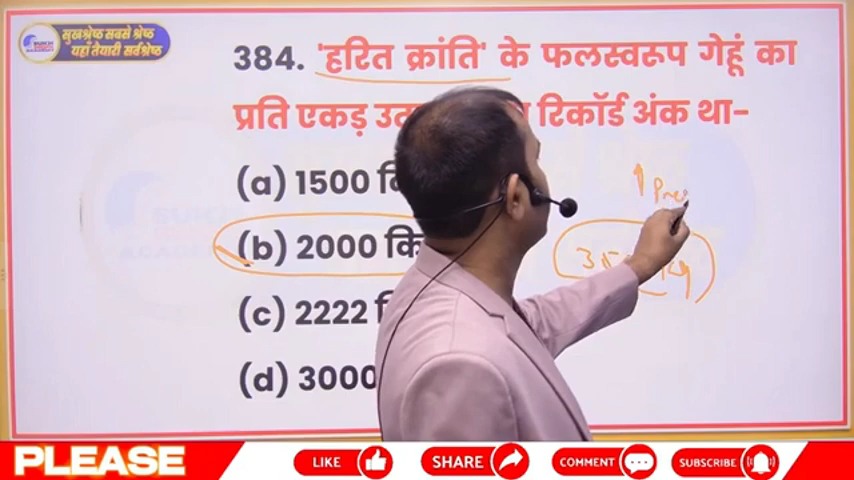 सुखश्रेष्ठ सबसे श्रेष्ठ
यहाँ तैयारी सर्वश्रेष्ठ
384. 'हरित क्रांति' के फलस्वरूप गेहूं का
प्रति एकड़ रिकॉर्ड अंक था-
(a) 1500
(b) 2000
(c) 2222
(d) 3000
PLEASE
LIKE
SHARE
COMMENT
SUBSCRIBE